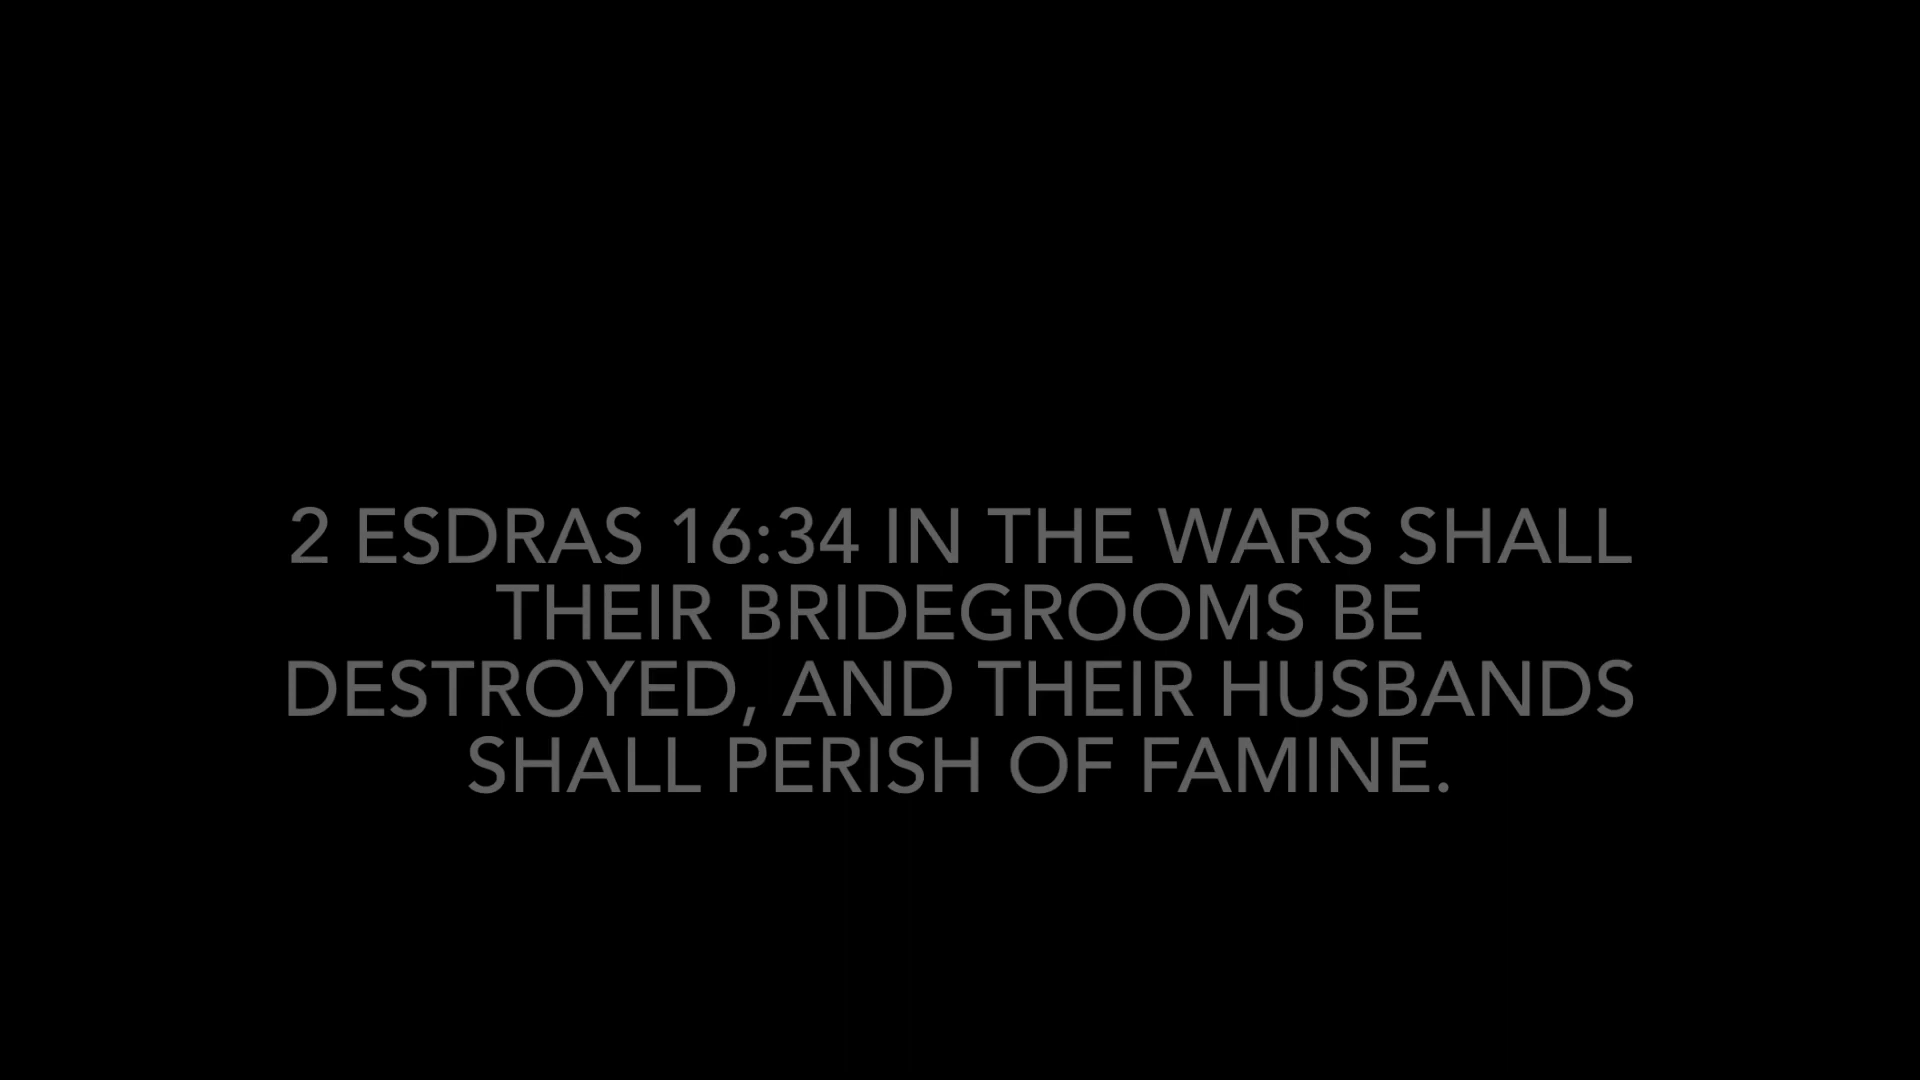 2 ESDRAS 16:34 IN THE WARS SHALL
THEIR BRIDEGROOMS BE
DESTROYED, AND THEIR HUSBANDS
SHALL PERISH OF FAMINE.